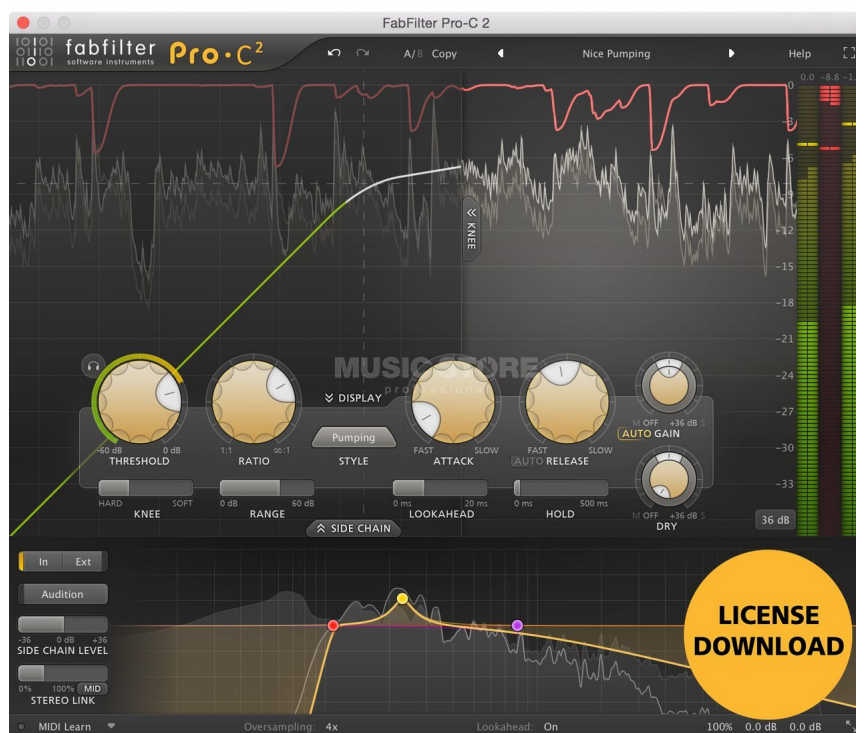 FabFilter Pro-C 2
fabfilter
software instruments
Pro·C²
A/B Copy
Nice Pumping
Help
0.0 -8.8 -1.
0
-3
-6
-9
-12
-15
-18
-21
-24
-27
-30
-33
36 dB
KNEE
MUSIC STORE
professional
DISPLAY
-60 dB 0 dB
THRESHOLD
1:1 ∞:1
RATIO
Pumping
STYLE
FAST SLOW
ATTACK
FAST SLOW
AUTO RELEASE
M OFF +36 dB S
AUTO GAIN
HARD SOFT
KNEE
0 dB 60 dB
RANGE
0 ms 20 ms
LOOKAHEAD
0 ms 500 ms
HOLD
M OFF +36 dB S
DRY
SIDE CHAIN
In Ext
Audition
-36 0 dB +36
SIDE CHAIN LEVEL
0% 100% MID
STEREO LINK
LICENSE
DOWNLOAD
MIDI Learn
Oversampling: 4x
Lookahead: On
100% 0.0 dB 0.0 dB